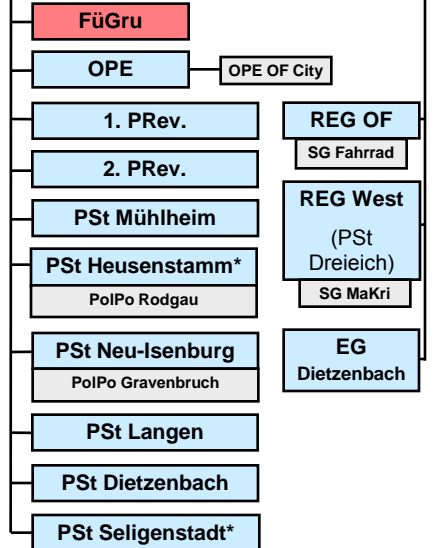 FüGru
OPE
OPE OF City
1. PRev.
2. PRev.
PSt Mühlheim
PSt Heusenstamm*
PolPo Rodgau
PSt Neu-Isenburg
PolPo Gravenbruch
PSt Langen
PSt Dietzenbach
PSt Seligenstadt*
REG OF
SG Fahrrad
REG West
(PSt
Dreieich)
SG MaKri
EG
Dietzenbach